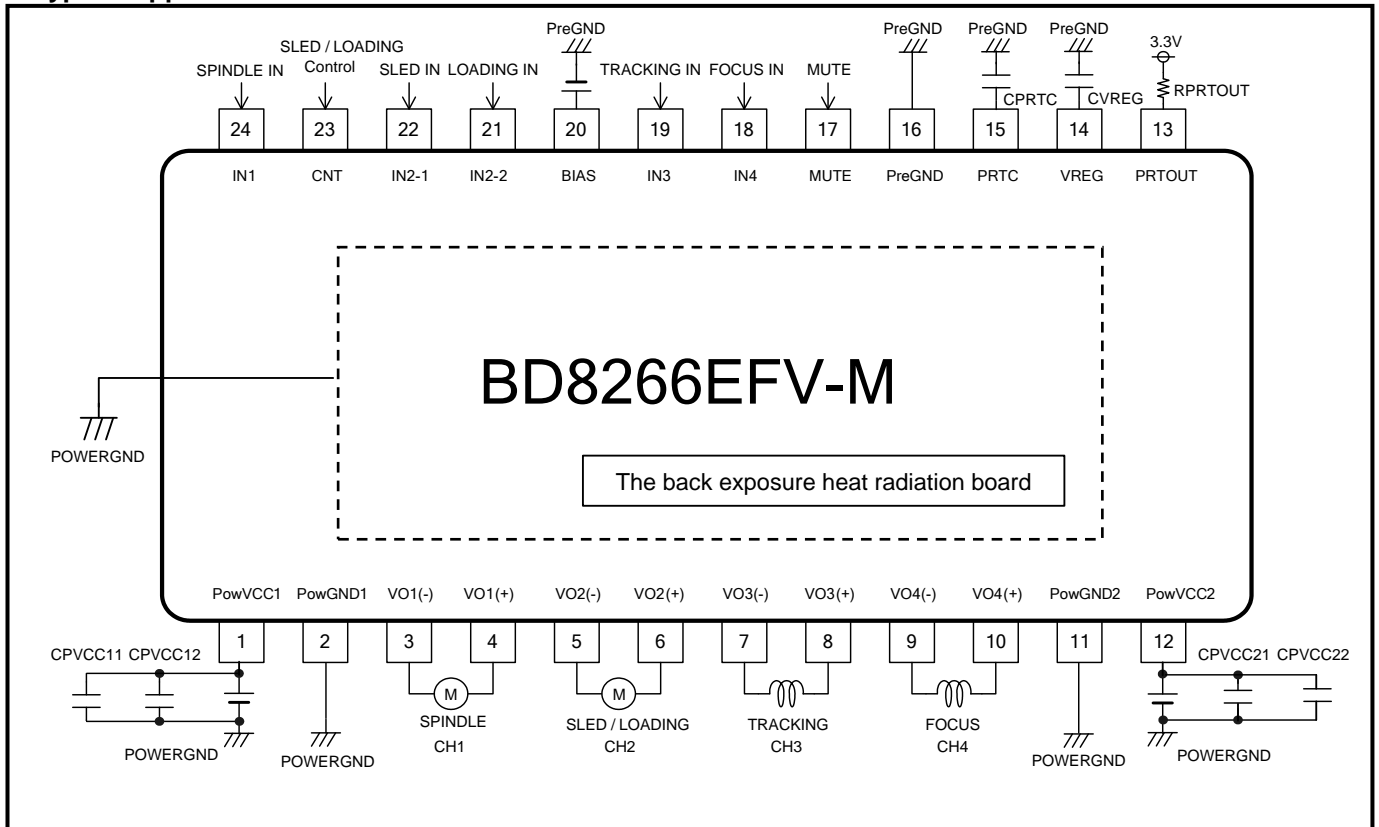 PreGND PreGND PreGND PreGND 3.3V
SLED / LOADING
Control
SPINDLE IN SLED IN LOADING IN TRACKING IN FOCUS IN MUTE
CPRTC CVREG RPRTOUT
24 23 22 21 20 19 18 17 16 15 14 13
IN1 CNT IN2-1 IN2-2 BIAS IN3 IN4 MUTE PreGND PRTC VREG PRTOUT
BD8266EFV-M
POWERGND
The back exposure heat radiation board
PowVCC1 PowGND1 VO1(-) VO1(+) VO2(-) VO2(+) VO3(-) VO3(+) VO4(-) VO4(+) PowGND2 PowVCC2
1 2 3 4 5 6 7 8 9 10 11 12
CPVCC11 CPVCC12 CPVCC21 CPVCC22
M M
SPINDLE SLED / LOADING TRACKING FOCUS
CH1 CH2 CH3 CH4
POWERGND POWERGND POWERGND POWERGND